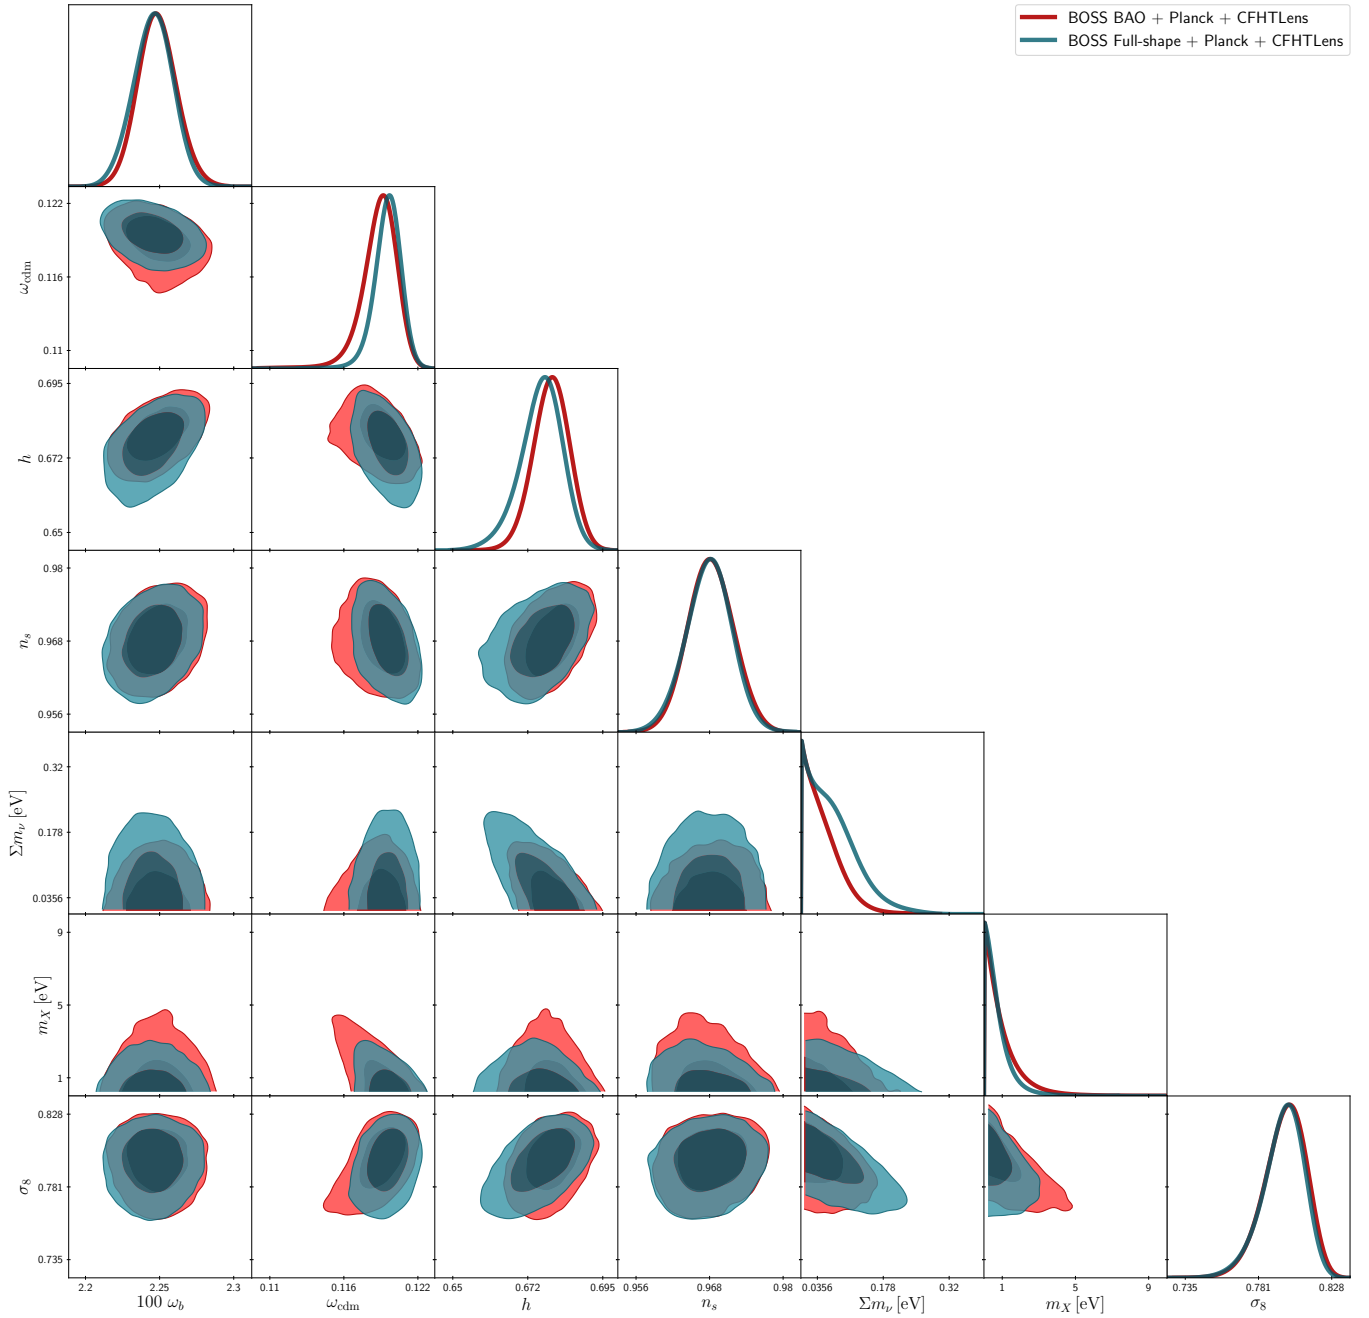 BOSS BAO + Planck + CFHTLens
BOSS Full-shape + Planck + CFHTLens
0.122
0.116
0.11
ω_cdm
0.695
0.672
0.65
h
0.98
0.968
0.956
n_s
0.32
0.178
0.0356
Σm_ν [eV]
9
5
1
m_X [eV]
0.828
0.781
0.735
σ_8
2.2 2.25 2.3 0.11 0.116 0.122 0.65 0.672 0.695 0.956 0.968 0.98 0.0356 0.178 0.32 1 5 9 0.735 0.781 0.828
100 ω_b ω_cdm h n_s Σm_ν [eV] m_X [eV] σ_8